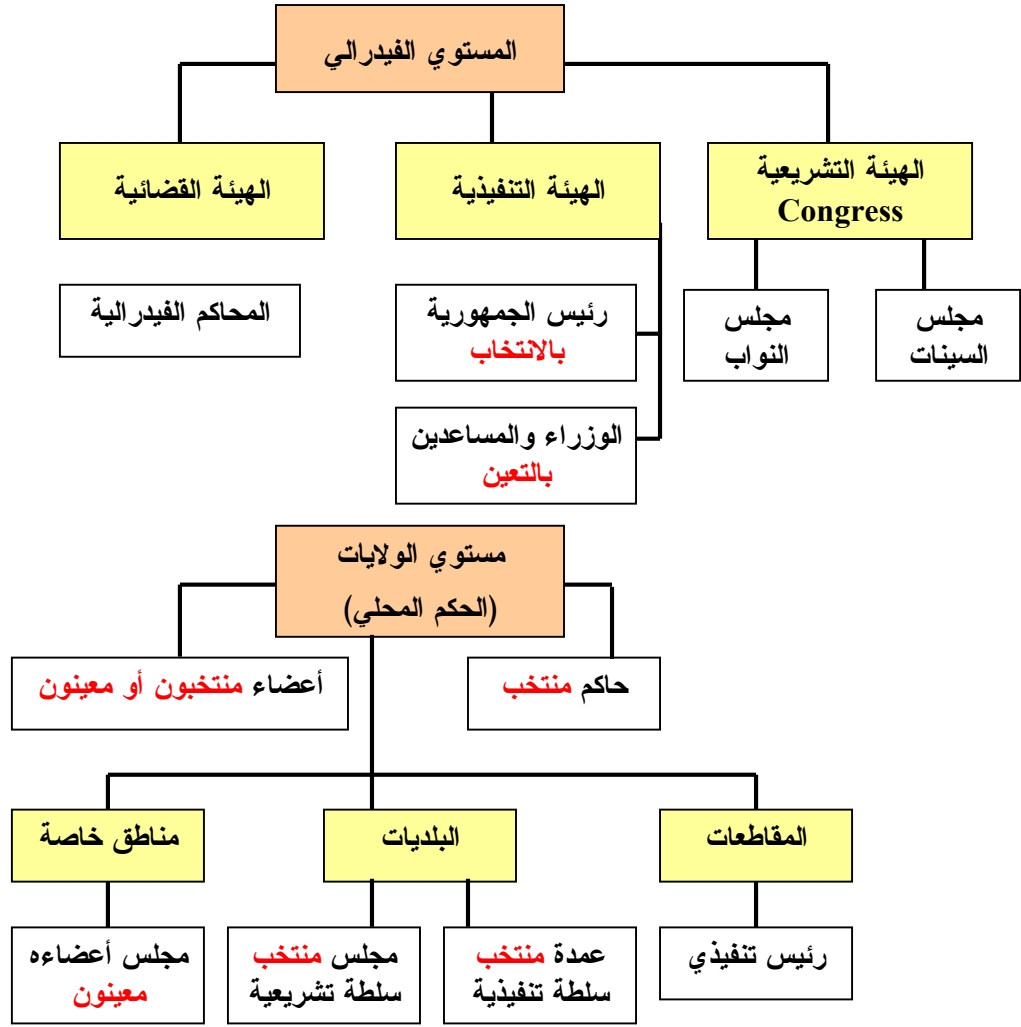 المستوي الفيدرالي
الهيئة التشريعية
Congress
الهيئة التنفيذية
الهيئة القضائية
مجلس
السينات
مجلس
النواب
رئيس الجمهورية
بالانتخاب
المحاكم الفيدرالية
الوزراء والمساعدين
بالتعين
مستوي الولايات
(الحكم المحلي)
حاكم منتخب
أعضاء منتخبون أو معينون
المقاطعات
البلديات
مناطق خاصة
رئيس تنفيذي
عمدة منتخب
سلطة تنفيذية
مجلس منتخب
سلطة تشريعية
مجلس أعضاءه
معينون